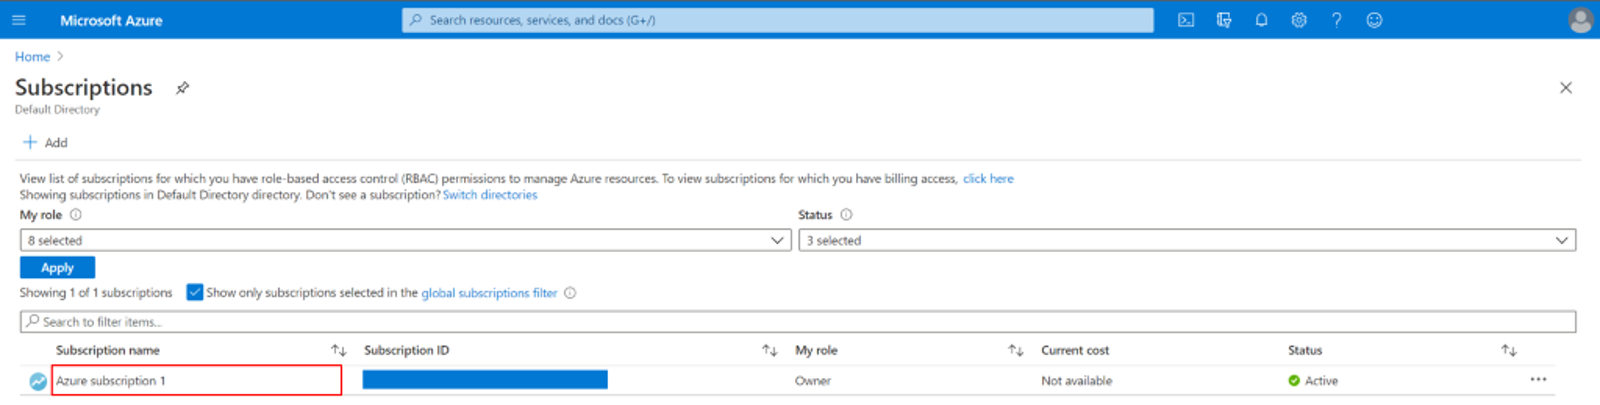 Microsoft Azure
Search resources, services, and docs (G+/)
Home
Subscriptions
Default Directory
Add
View list of subscriptions for which you have role-based access control (RBAC) permissions to manage Azure resources. To view subscriptions for which you have billing access, click here
Showing subscriptions in Default Directory directory. Don't see a subscription? Switch directories
My role Status
8 selected 3 selected
Apply
Showing 1 of 1 subscriptions Show only subscriptions selected in the global subscriptions filter
Search to filter items...
Subscription name Subscription ID My role Current cost Status
Azure subscription 1 Owner Not available Active